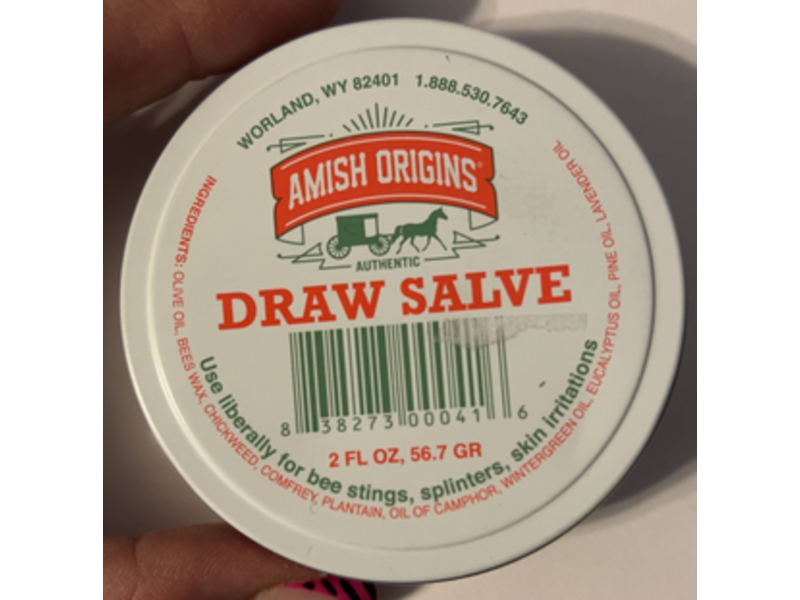 WORLAND, WY 82401 1.888.530.7643
AMISH ORIGINS®
AUTHENTIC
DRAW SALVE
8 38273 00041 6
2 FL OZ, 56.7 GR
Use liberally for bee stings, splinters, skin irritations
INGREDIENTS: OLIVE OIL, BEES WAX, CHICKWEED, COMFREY, PLANTAIN, OIL OF CAMPHOR, WINTERGREEN OIL, EUCALYPTUS OIL, PINE OIL, LAVENDER OIL